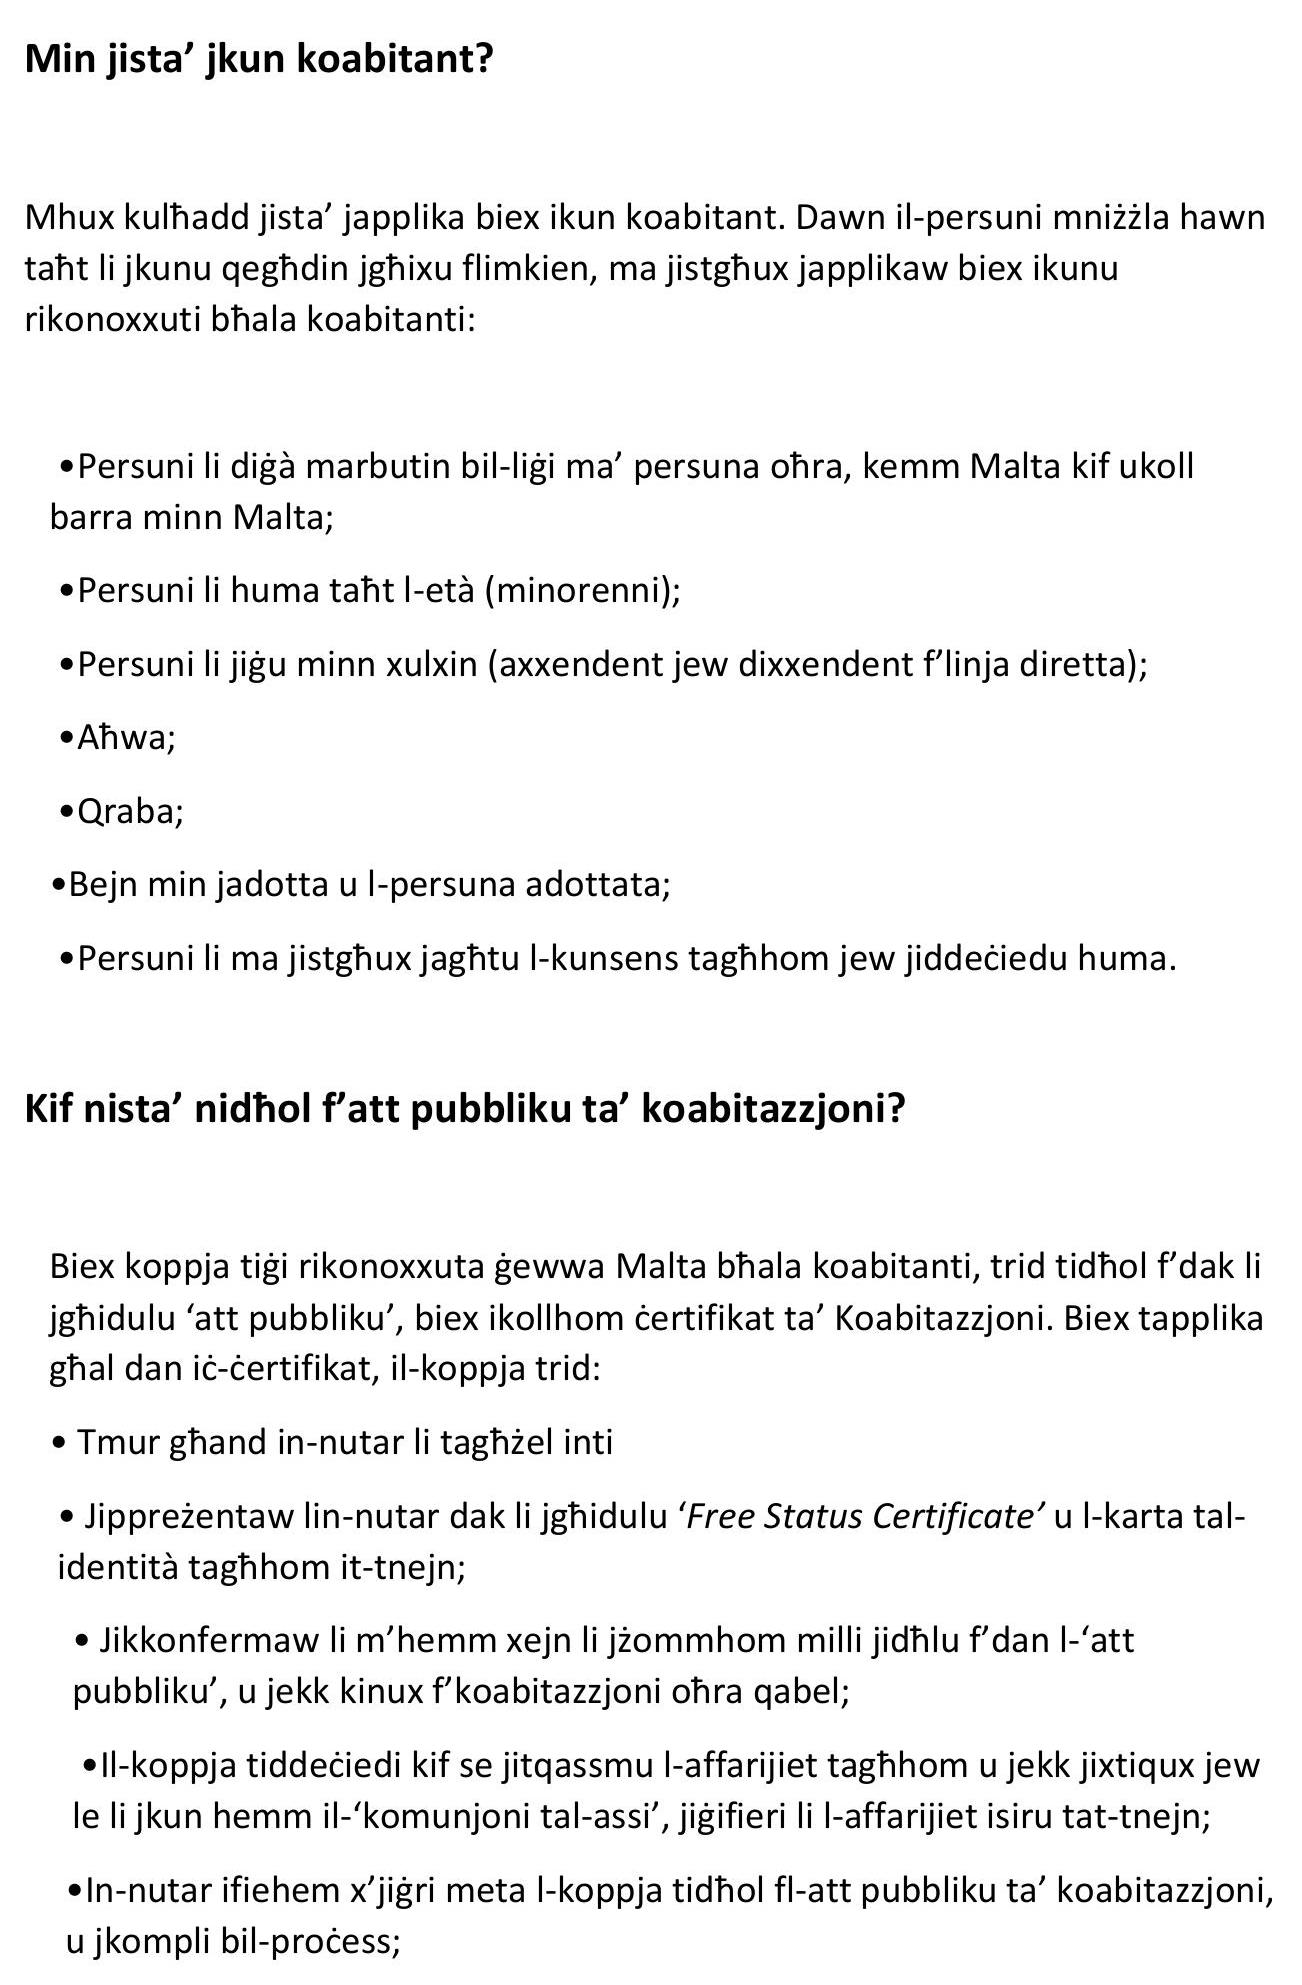 Min jista’ jkun koabitant?
Mhux kulħadd jista’ japplika biex ikun koabitant. Dawn il-persuni mniżżla hawn
taħt li jkunu qegħdin jgħixu flimkien, ma jistgħux japplikaw biex ikunu
rikonoxxuti bħala koabitanti:
•Persuni li diġà marbutin bil-liġi ma’ persuna oħra, kemm Malta kif ukoll
barra minn Malta;
•Persuni li huma taħt l-età (minorenni);
•Persuni li jiġu minn xulxin (axxendent jew dixxendent f’linja diretta);
•Aħwa;
•Qraba;
•Bejn min jadotta u l-persuna adottata;
•Persuni li ma jistgħux jagħtu l-kunsens tagħhom jew jiddeċiedu huma.
Kif nista’ nidħol f’att pubbliku ta’ koabitazzjoni?
Biex koppja tiġi rikonoxxuta ġewwa Malta bħala koabitanti, trid tidħol f’dak li
jgħidulu ‘att pubbliku’, biex ikollhom ċertifikat ta’ Koabitazzjoni. Biex tapplika
għal dan iċ-ċertifikat, il-koppja trid:
• Tmur għand in-nutar li tagħżel inti
• Jippreżentaw lin-nutar dak li jgħidulu ‘Free Status Certificate’ u l-karta tal-
identità tagħhom it-tnejn;
• Jikkonfermaw li m’hemm xejn li jżommhom milli jidħlu f’dan l-‘att
pubbliku’, u jekk kinux f’koabitazzjoni oħra qabel;
•Il-koppja tiddeċiedi kif se jitqassmu l-affarijiet tagħhom u jekk jixtiqux jew
le li jkun hemm il-‘komunjoni tal-assi’, jiġifieri li l-affarijiet isiru tat-tnejn;
•In-nutar ifiehem x’jiġri meta l-koppja tidħol fl-att pubbliku ta’ koabitazzjoni,
u jkompli bil-proċess;